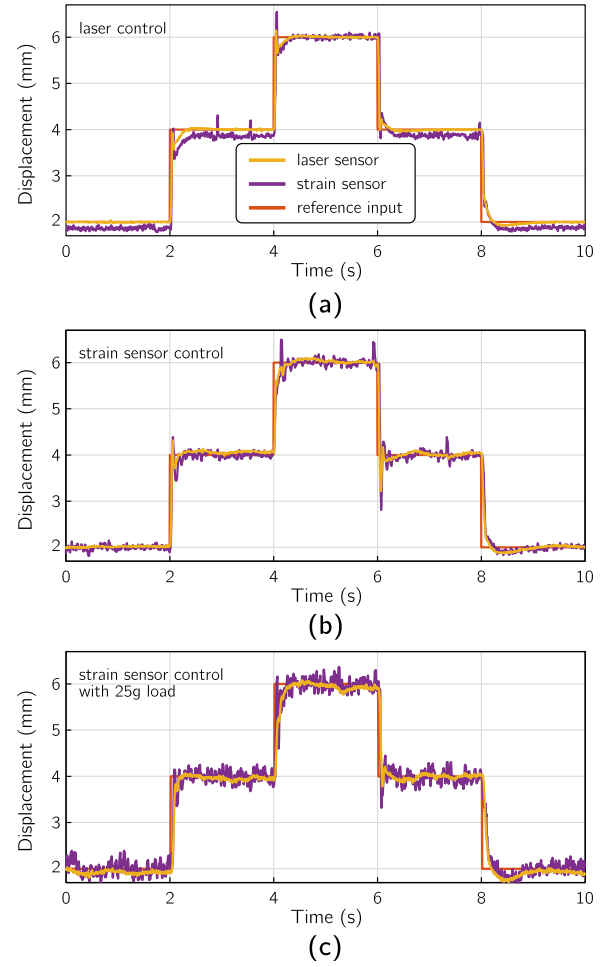 laser control
6
5
4
3
2
Displacement (mm)
laser sensor
strain sensor
reference input
0 2 4 6 8 10
Time (s)
(a)
strain sensor control
6
5
4
3
2
Displacement (mm)
0 2 4 6 8 10
Time (s)
(b)
strain sensor control
with 25g load
6
5
4
3
2
Displacement (mm)
0 2 4 6 8 10
Time (s)
(c)